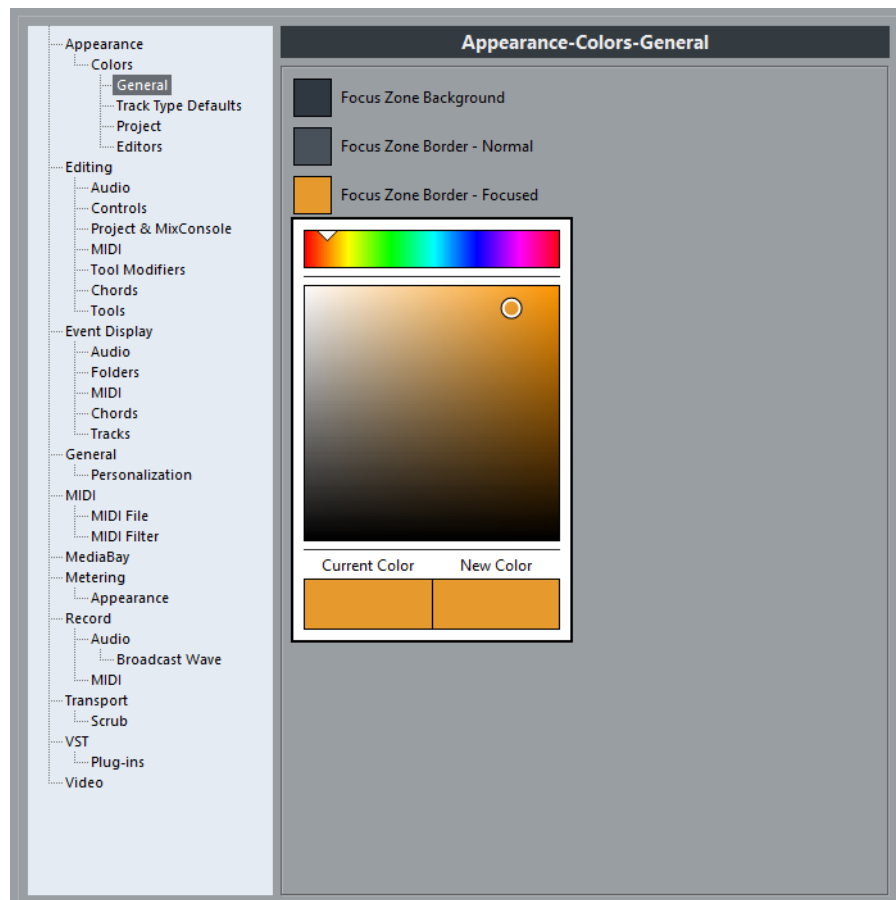 Appearance
Colors
General
Track Type Defaults
Project
Editors
Editing
Audio
Controls
Project & MixConsole
MIDI
Tool Modifiers
Chords
Tools
Event Display
Audio
Folders
MIDI
Chords
Tracks
General
Personalization
MIDI
MIDI File
MIDI Filter
MediaBay
Metering
Appearance
Record
Audio
Broadcast Wave
MIDI
Transport
Scrub
VST
Plug-ins
Video
Appearance-Colors-General
Focus Zone Background
Focus Zone Border - Normal
Focus Zone Border - Focused
Current Color New Color